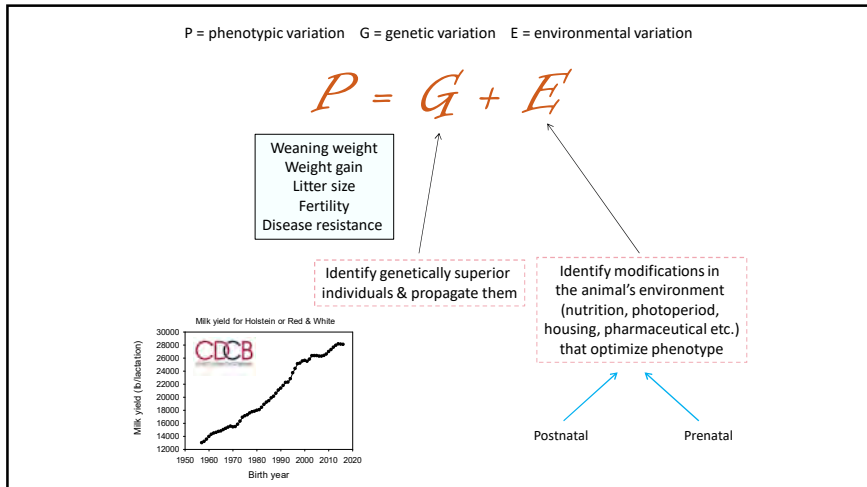 P = phenotypic variation G = genetic variation E = environmental variation
P = G + E
Weaning weight
Weight gain
Litter size
Fertility
Disease resistance
Identify genetically superior
individuals & propagate them
Identify modifications in
the animal's environment
(nutrition, photoperiod,
housing, pharmaceutical etc.)
that optimize phenotype
Postnatal
Prenatal
Milk yield for Holstein or Red & White
CDCB
Milk yield (lb/lactation)
30000
28000
26000
24000
22000
20000
18000
16000
14000
12000
1950 1960 1970 1980 1990 2000 2010 2020
Birth year